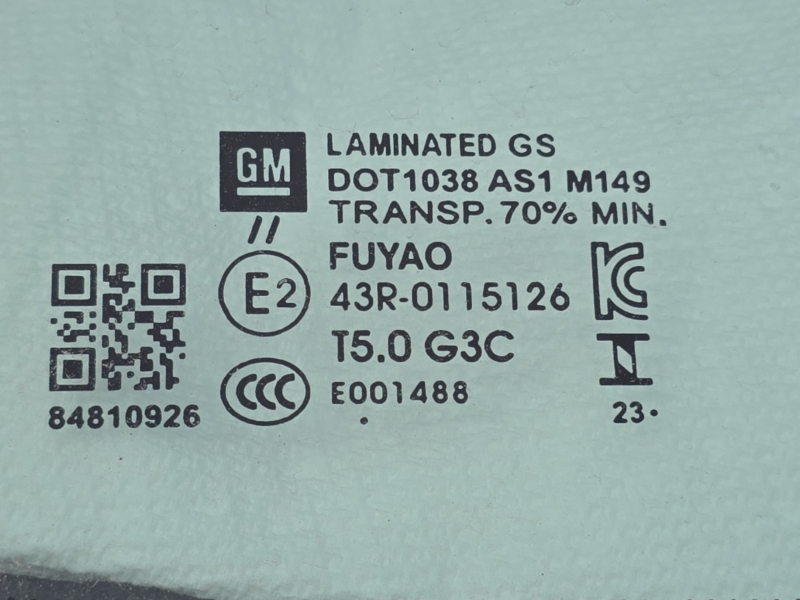 GM
LAMINATED GS
DOT1038 AS1 M149
TRANSP. 70% MIN.
//
FUYAO
E2
43R-0115126
KC
T5.0 G3C
CCC
E001488
84810926
23.